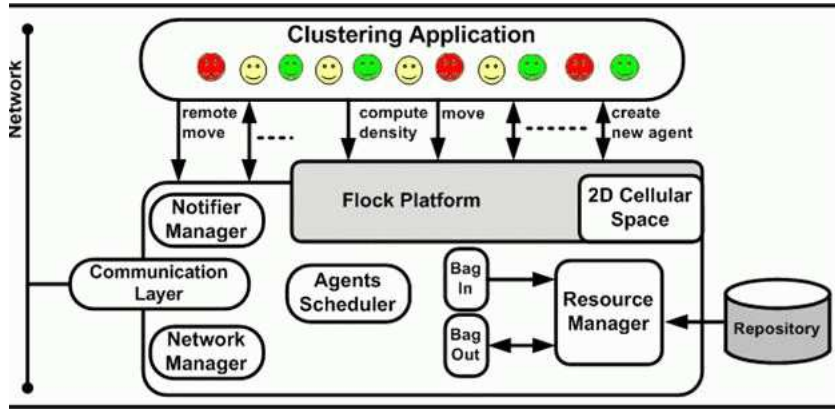 Clustering Application
Network
remote
move
compute
density
move
create
new agent
Flock Platform
2D Cellular
Space
Notifier
Manager
Communication
Layer
Agents
Scheduler
Bag
In
Resource
Manager
Repository
Network
Manager
Bag
Out